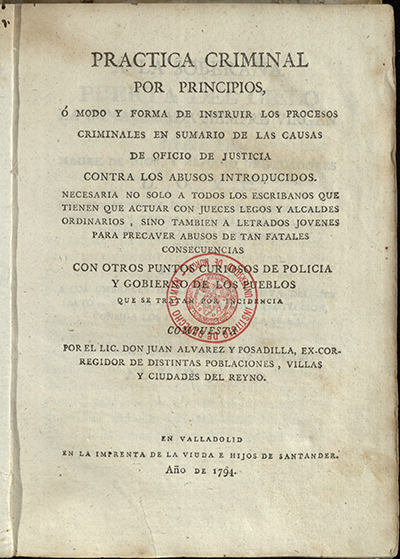 PRACTICA CRIMINAL
POR PRINCIPIOS,
Ó MODO Y FORMA DE INSTRUIR LOS PROCESOS
CRIMINALES EN SUMARIO DE LAS CAUSAS
DE OFICIO DE JUSTICIA
CONTRA LOS ABUSOS INTRODUCIDOS.
NECESARIA NO SOLO A TODOS LOS ESCRIBANOS QUE
TIENEN QUE ACTUAR CON JUECES LEGOS Y ALCALDES
ORDINARIOS , SINO TAMBIEN A LETRADOS JOVENES
PARA PRECAVER ABUSOS DE TAN FATALES
CONSECUENCIAS
CON OTROS PUNTOS CURIOSOS DE POLICIA
Y GOBIERNO DE LOS PUEBLOS
QUE SE TRATAN POR INCIDENCIA
COMPUESTA
POR EL LIC. DON JUAN ALVAREZ Y POSADILLA, EX-COR-
REGIDOR DE DISTINTAS POBLACIONES , VILLAS
Y CIUDADES DEL REYNO.
EN VALLADOLID
EN LA IMPRENTA DE LA VIUDA E HIJOS DE SANTANDER.
AÑO DE 1794.